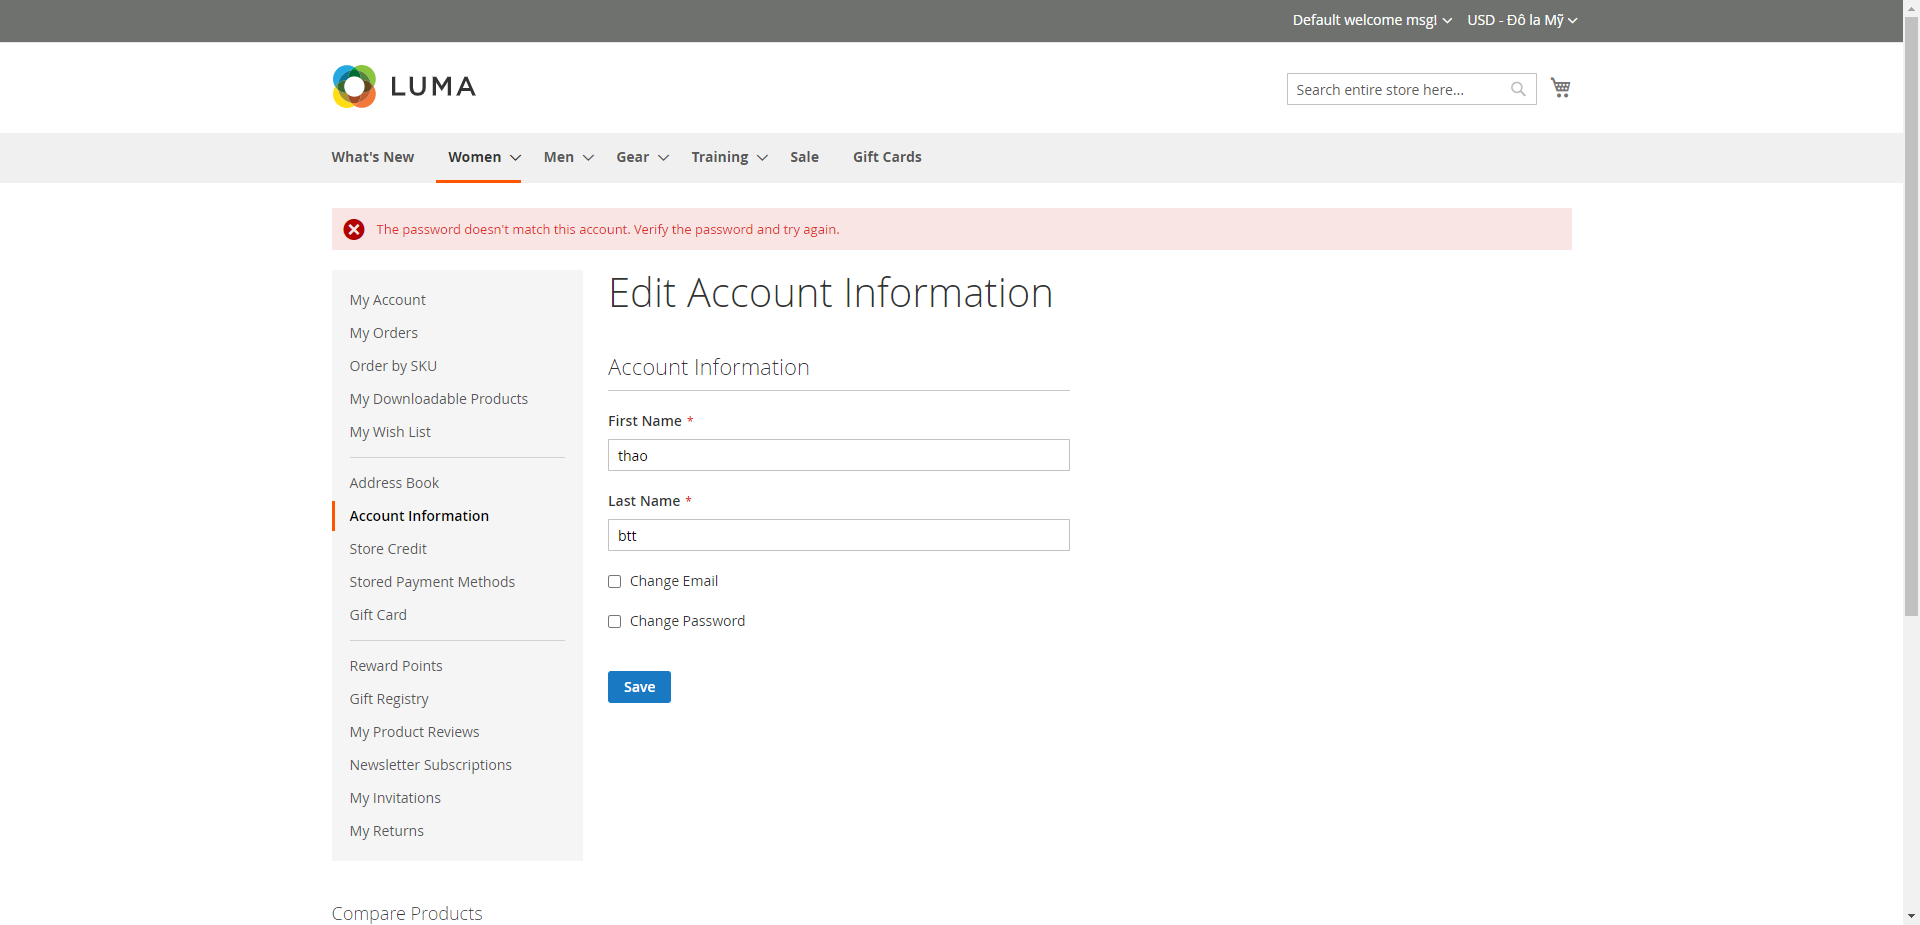 Default welcome msg! USD - Đô la Mỹ
LUMA
Search entire store here...
What's New Women Men Gear Training Sale Gift Cards
The password doesn't match this account. Verify the password and try again.
My Account
My Orders
Order by SKU
My Downloadable Products
My Wish List
Address Book
Account Information
Store Credit
Stored Payment Methods
Gift Card
Reward Points
Gift Registry
My Product Reviews
Newsletter Subscriptions
My Invitations
My Returns
Edit Account Information
Account Information
First Name *
thao
Last Name *
btt
Change Email
Change Password
Save
Compare Products